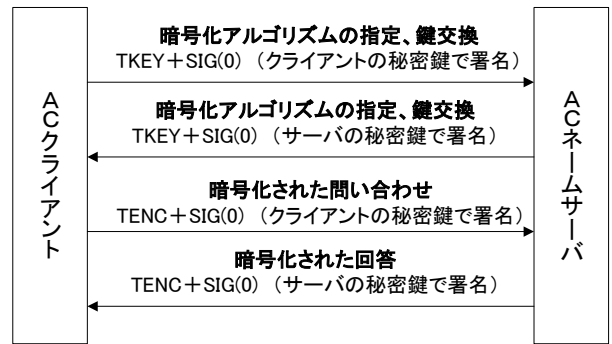 ACクライアント
暗号化アルゴリズムの指定、鍵交換
TKEY+SIG(0) (クライアントの秘密鍵で署名)
暗号化アルゴリズムの指定、鍵交換
TKEY+SIG(0) (サーバの秘密鍵で署名)
暗号化された問い合わせ
TENC+SIG(0) (クライアントの秘密鍵で署名)
暗号化された回答
TENC+SIG(0) (サーバの秘密鍵で署名)
ACネームサーバ